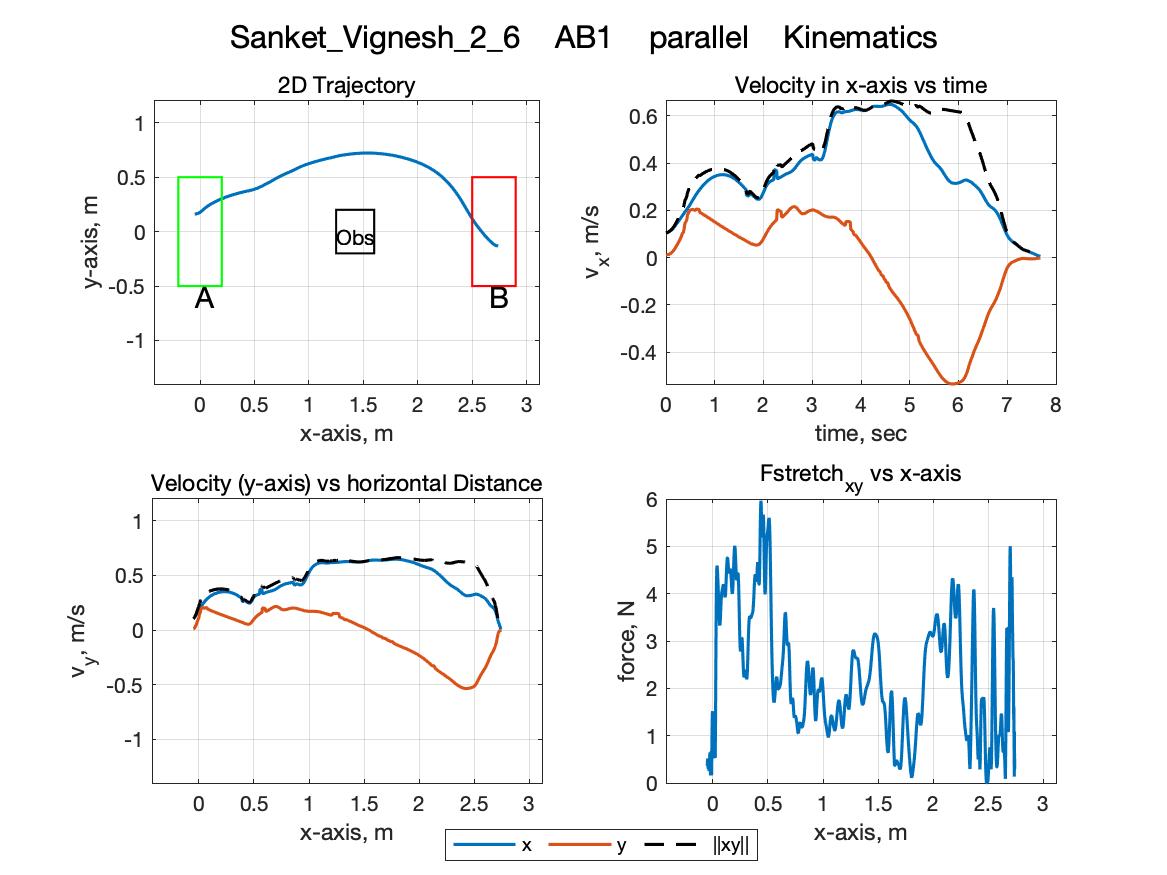 Sanket_Vignesh_2_6 AB1 parallel Kinematics
2D Trajectory
1
0.5
0
-0.5
-1
y-axis, m
Obs
A
B
0 0.5 1 1.5 2 2.5 3
x-axis, m
Velocity in x-axis vs time
0.6
0.4
0.2
0
-0.2
-0.4
v_x, m/s
0 1 2 3 4 5 6 7 8
time, sec
Velocity (y-axis) vs horizontal Distance
1
0.5
0
-0.5
-1
v_y, m/s
0 0.5 1 1.5 2 2.5 3
x-axis, m
Fstretch_xy vs x-axis
6
5
4
3
2
1
0
force, N
0 0.5 1 1.5 2 2.5 3
x-axis, m
x y ||xy||